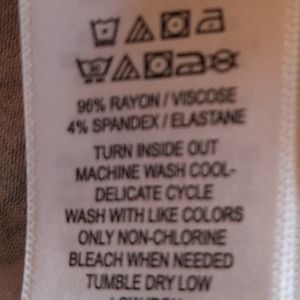 96% RAYON / VISCOSE
4% SPANDEX / ELASTANE
TURN INSIDE OUT
MACHINE WASH COOL-
DELICATE CYCLE
WASH WITH LIKE COLORS
ONLY NON-CHLORINE
BLEACH WHEN NEEDED
TUMBLE DRY LOW